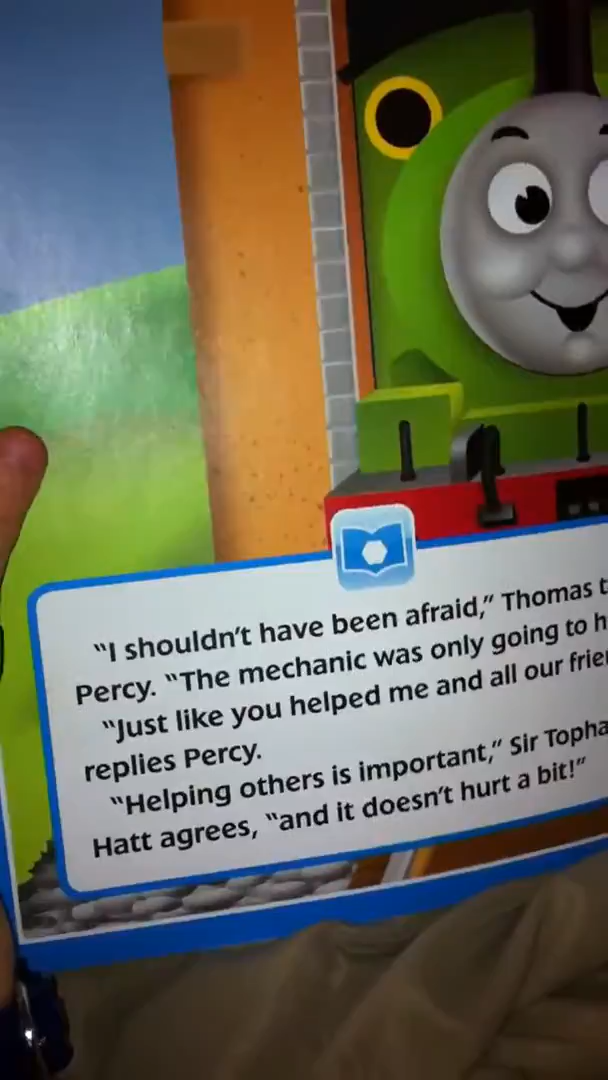 “I shouldn’t have been afraid,” Thomas
Percy. “The mechanic was only going to
“Just like you helped me and all our
replies Percy.
“Helping others is important,” Sir
Hatt agrees, “and it doesn’t hurt a bit!”